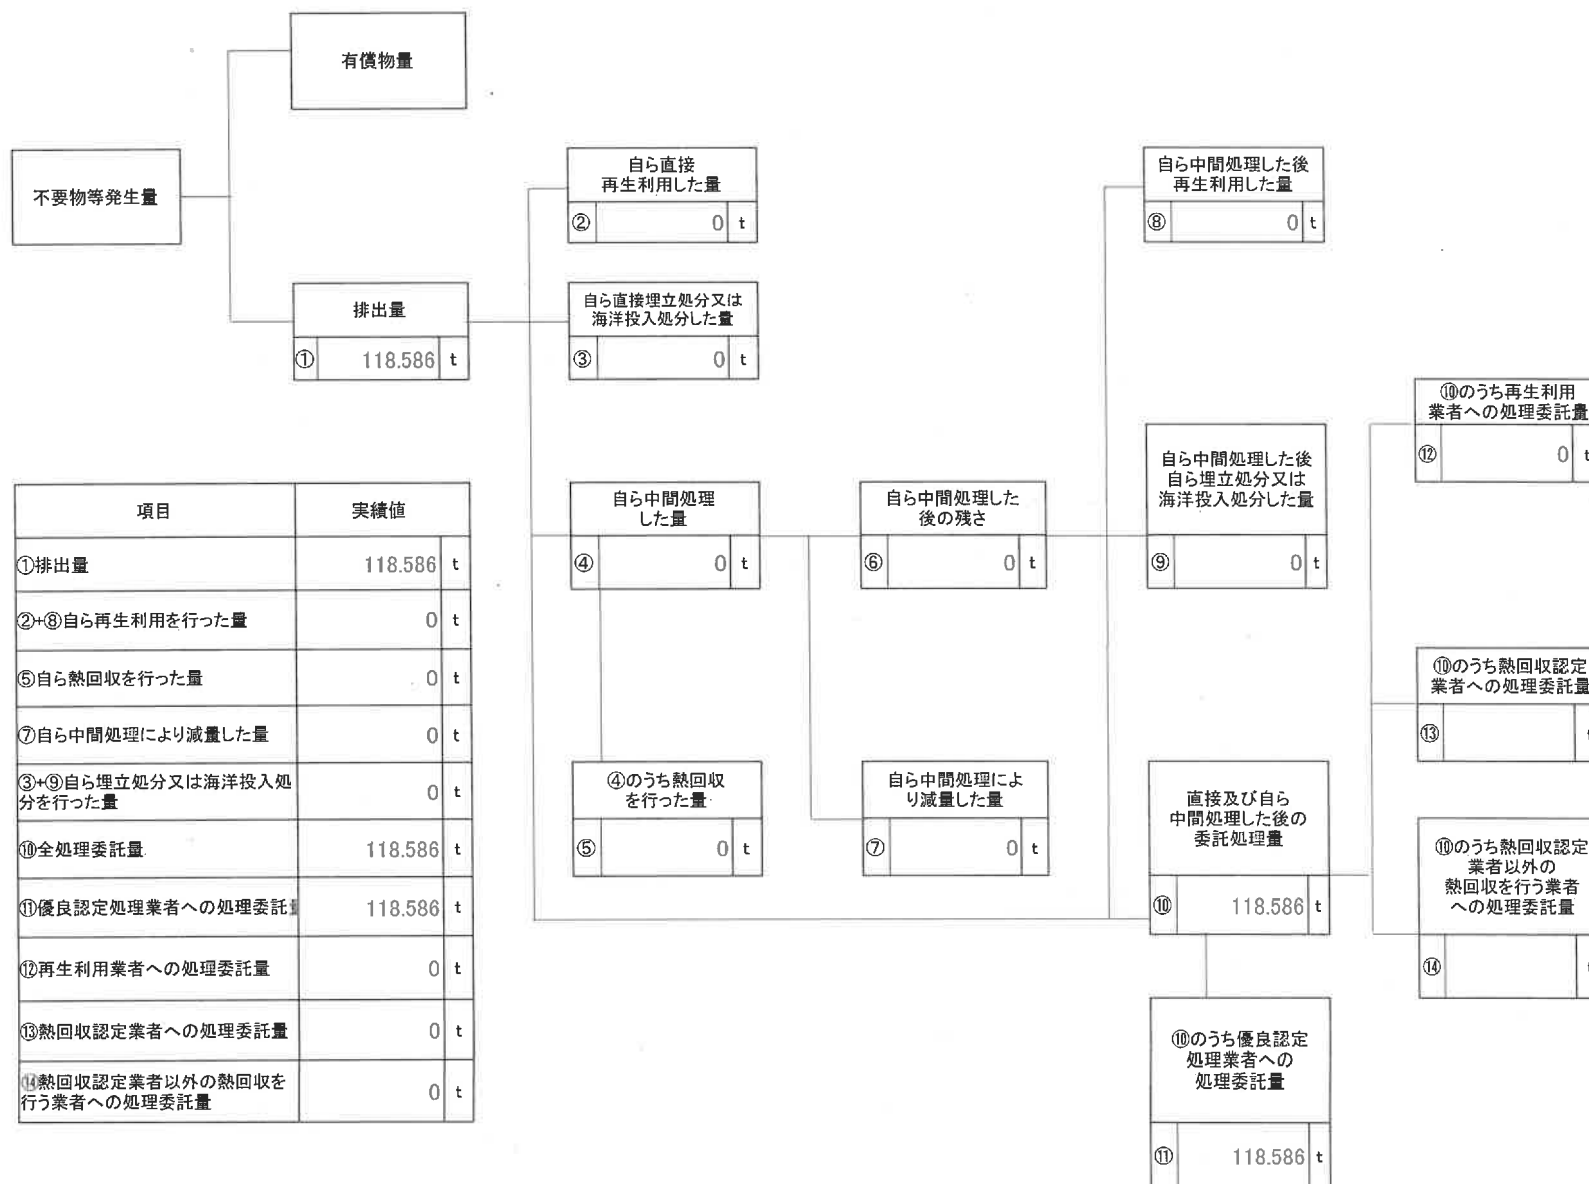 有償物量
不要物等発生量
排出量
① 118.586 t
自ら直接
再生利用した量
② 0 t
自ら直接埋立処分又は
海洋投入処分した量
③ 0 t
自ら中間処理
した量
④ 0 t
④のうち熱回収
を行った量
⑤ 0 t
自ら中間処理した
後の残さ
⑥ 0 t
自ら中間処理によ
り減量した量
⑦ 0 t
自ら中間処理した後
再生利用した量
⑧ 0 t
自ら中間処理した後
自ら埋立処分又は
海洋投入処分した量
⑨ 0 t
直接及び自ら
中間処理した後の
委託処理量
⑩ 118.586 t
⑩のうち優良認定
処理業者への
処理委託量
⑪ 118.586 t
⑩のうち再生利用
業者への処理委託量
⑫ 0 t
⑩のうち熱回収認定
業者への処理委託量
⑬
⑩のうち熱回収認定
業者以外の
熱回収を行う業者
への処理委託量
⑭
項目 実績値
①排出量 118.586 t
②+⑧自ら再生利用を行った量 0 t
⑤自ら熱回収を行った量 0 t
⑦自ら中間処理により減量した量 0 t
③+⑨自ら埋立処分又は海洋投入処
分を行った量 0 t
⑩全処理委託量 118.586 t
⑪優良認定処理業者への処理委託量 118.586 t
⑫再生利用業者への処理委託量 0 t
⑬熱回収認定業者への処理委託量 0 t
⑭熱回収認定業者以外の熱回収を
行う業者への処理委託量 0 t